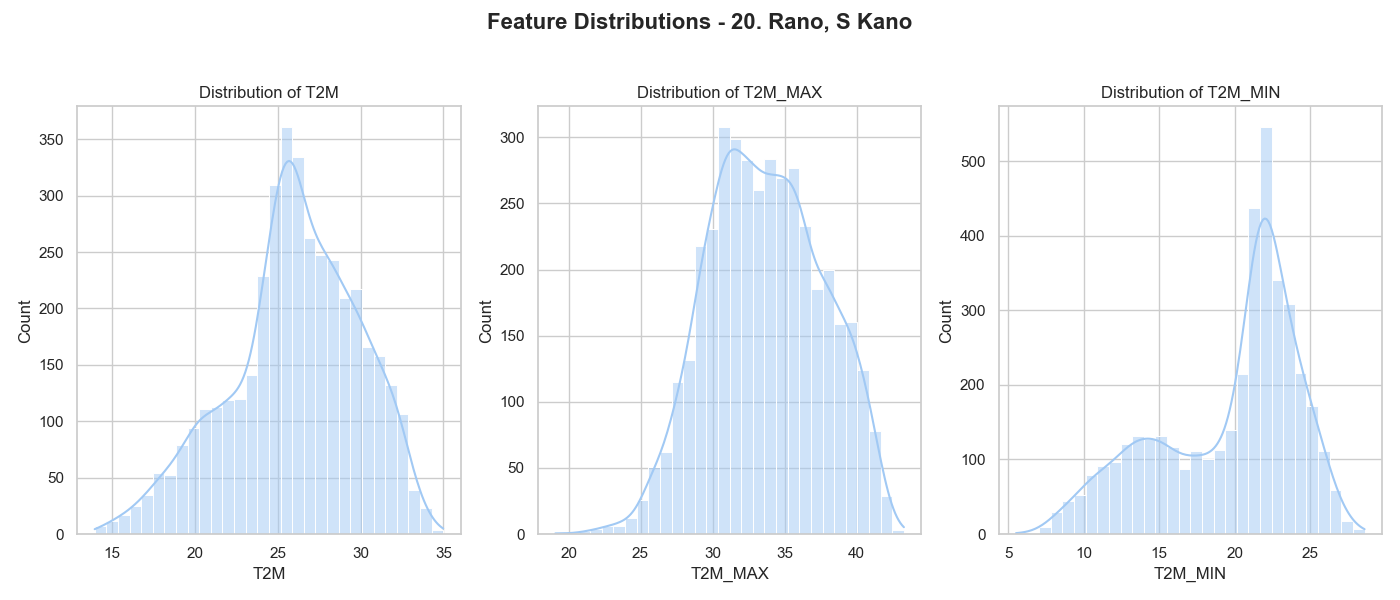 Feature Distributions - 20. Rano, S Kano
Distribution of T2M
Count
350
300
250
200
150
100
50
0
15 20 25 30 35
T2M
Distribution of T2M_MAX
Count
300
250
200
150
100
50
0
20 25 30 35 40
T2M_MAX
Distribution of T2M_MIN
Count
500
400
300
200
100
0
5 10 15 20 25
T2M_MIN